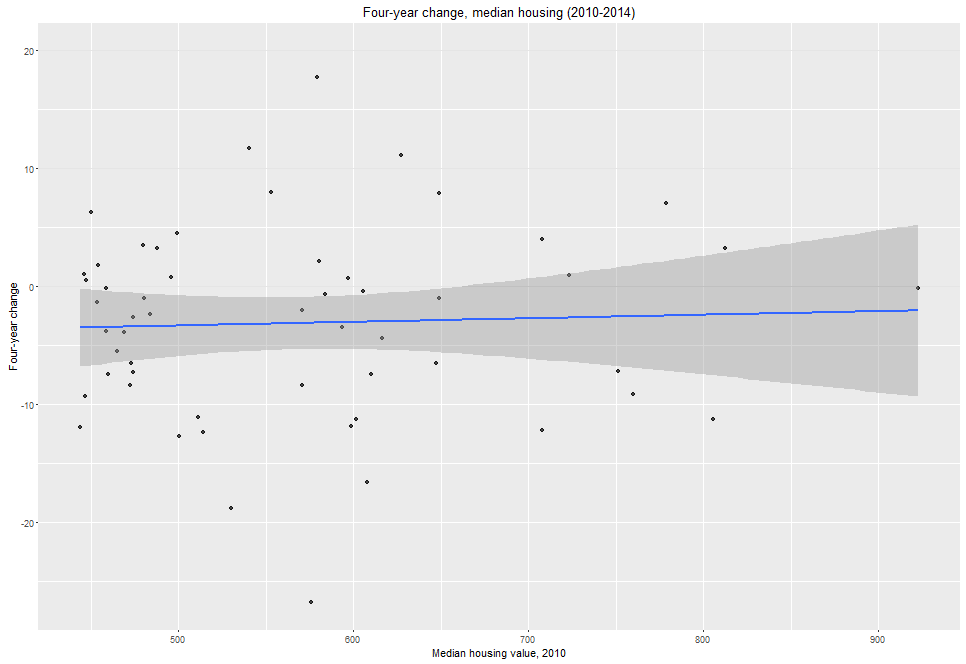 Four-year change, median housing (2010-2014)
Four-year change
20
10
0
-10
-20
500 600 700 800 900
Median housing value, 2010